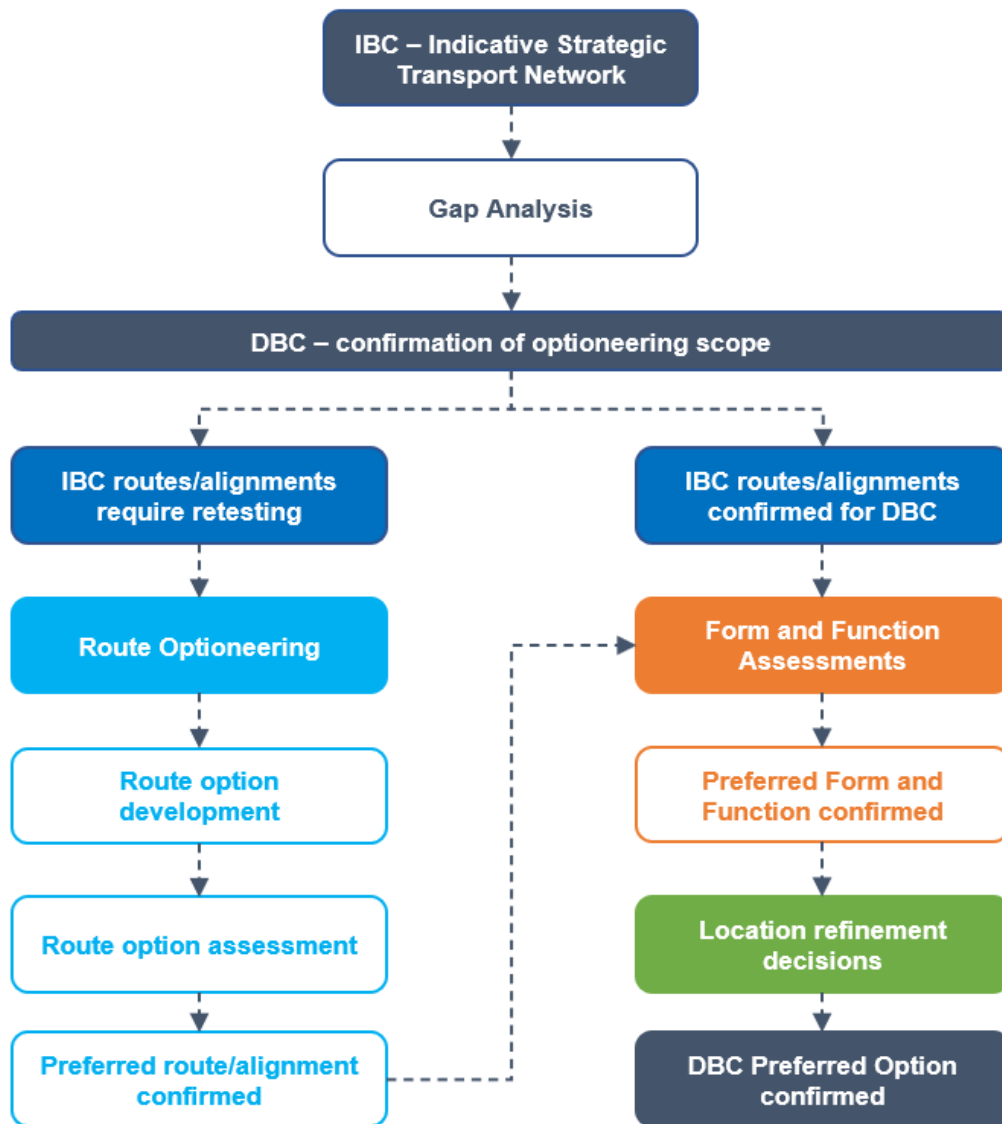 IBC – Indicative Strategic
Transport Network
Gap Analysis
DBC – confirmation of optioneering scope
IBC routes/alignments
require retesting
Route Optioneering
Route option
development
Route option assessment
Preferred route/alignment
confirmed
IBC routes/alignments
confirmed for DBC
Form and Function
Assessments
Preferred Form and
Function confirmed
Location refinement
decisions
DBC Preferred Option
confirmed